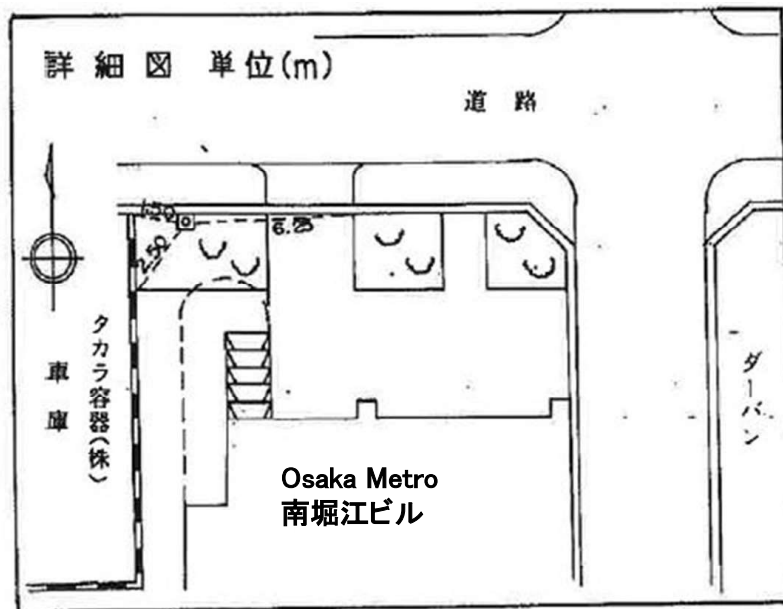 詳細図 単位(m)
道路
1.50
6.25
2.50
タカラ容器(株)
車庫
ダーバン
Osaka Metro
南堀江ビル